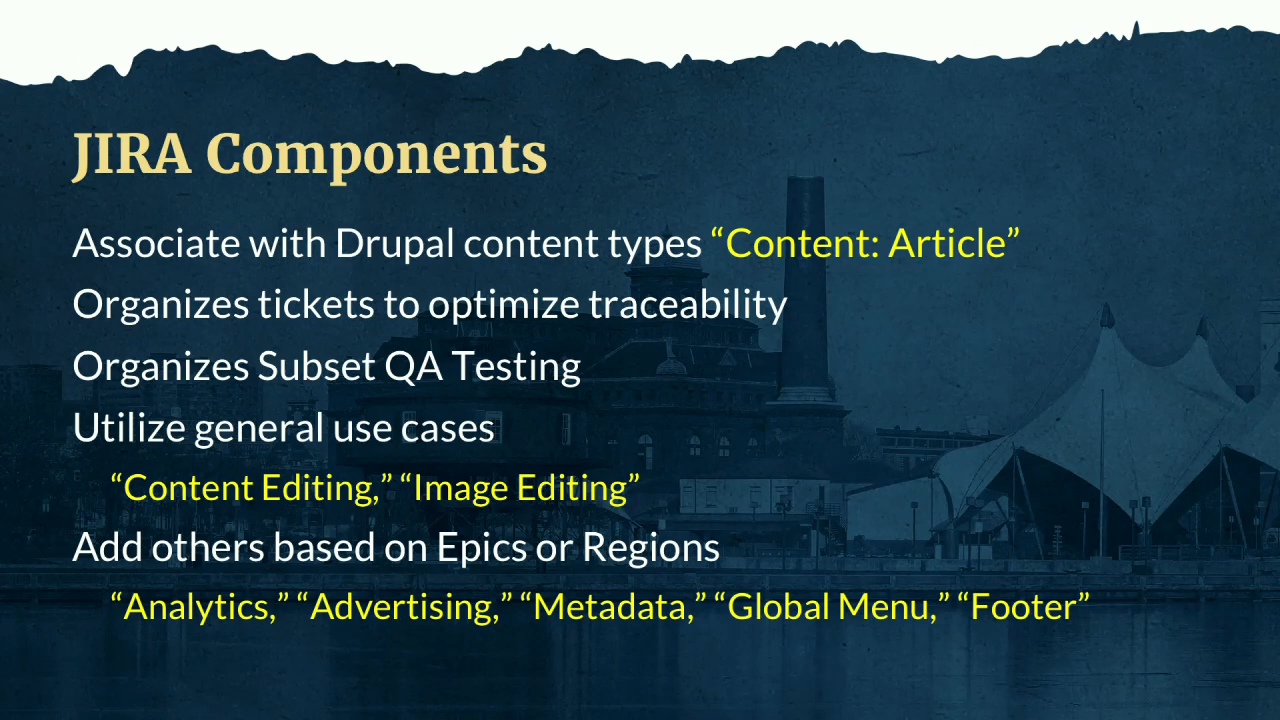 JIRA Components
Associate with Drupal content types “Content: Article”
Organizes tickets to optimize traceability
Organizes Subset QA Testing
Utilize general use cases
“Content Editing,” “Image Editing”
Add others based on Epics or Regions
“Analytics,” “Advertising,” “Metadata,” “Global Menu,” “Footer”